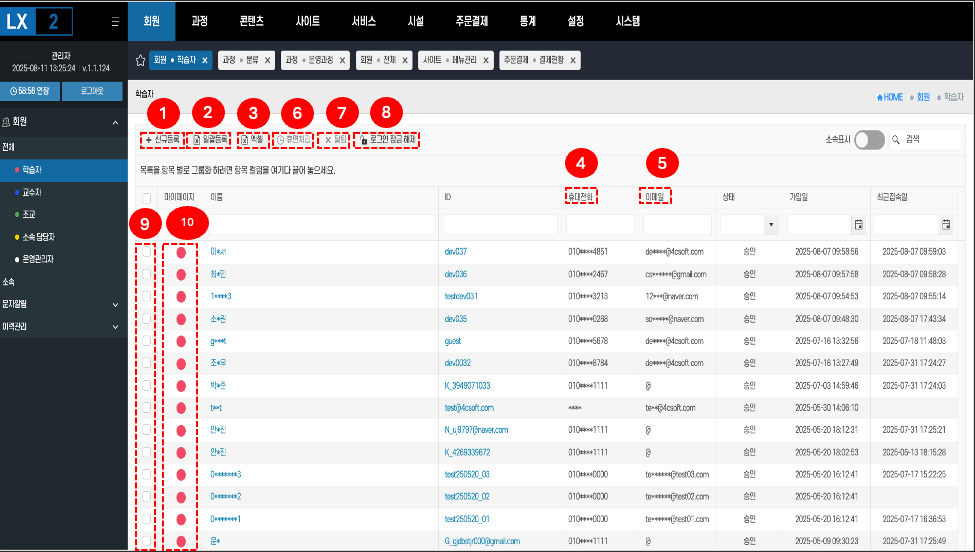 LX 2
회원 과정 콘텐츠 사이트 서비스 시설 주문결제 통계 설정 시스템
관리자
2025-08-11 13:25:24 v.1.1.124
58:56 연장 로그아웃
회원 • 학습자 × 과정 • 분류 × 과정 • 운영과정 × 회원 • 전체 × 사이트 • 메뉴관리 × 주문결제 • 결제현황 ×
회원
전체
학습자
교수자
조교
소속 담당자
운영관리자
소속
문자알림
이력관리
학습자
HOME 회원 학습자
1 2 3 6 7 8
+ 신규등록 일괄등록 엑셀 휴면처리 × 탈퇴 로그인 잠금 해제 소속표시 검색
목록을 항목 별로 그룹화 하려면 항목 컬럼을 여기다 끌어 놓으세요.
4 5
마이페이지 이름 ID 휴대전화 이메일 상태 가입일 최근접속일
9 10
이*서 dev037 010****4851 de****@4csoft.com 승인 2025-08-07 09:58:56 2025-08-07 09:59:03
최*민 dev036 010****2467 cs******@gmail.com 승인 2025-08-07 09:57:58 2025-08-07 09:58:28
1****3 testdev031 010****3213 12***@naver.com 승인 2025-08-07 09:54:53 2025-08-07 09:55:14
소*원 dev035 010****0268 so*****@naver.com 승인 2025-08-07 09:48:30 2025-08-07 17:43:34
g***t guest 010****5678 de****@4csoft.com 승인 2025-07-16 13:32:56 2025-07-18 11:48:03
조*우 dev0032 010****8784 de****@4csoft.com 승인 2025-07-16 13:27:49 2025-07-31 17:24:27
박*준 K_3949071033 010****1111 @ 승인 2025-07-03 14:59:46 2025-07-31 17:24:03
t**t test@4csoft.com **** te**@4csoft.com 승인 2025-05-30 14:06:10
안*진 N_uj9797@naver.com 010****1111 @ 승인 2025-05-20 18:12:31 2025-07-31 17:25:21
안*진 K_4269339672 010****1111 @ 승인 2025-05-20 18:02:53 2025-06-13 18:15:28
0*******3 test250520_03 010****0000 te******@test03.com 승인 2025-05-20 16:12:41 2025-07-17 15:22:25
0*******2 test250520_02 010****0000 te******@test02.com 승인 2025-05-20 16:12:41
0*******1 test250520_01 010****0000 te******@test01.com 승인 2025-05-20 16:12:41 2025-07-17 16:36:53
윤* G_gjdbstjr000@gmail.com 010****1111 @ 승인 2025-05-09 09:30:23 2025-07-31 17:25:49